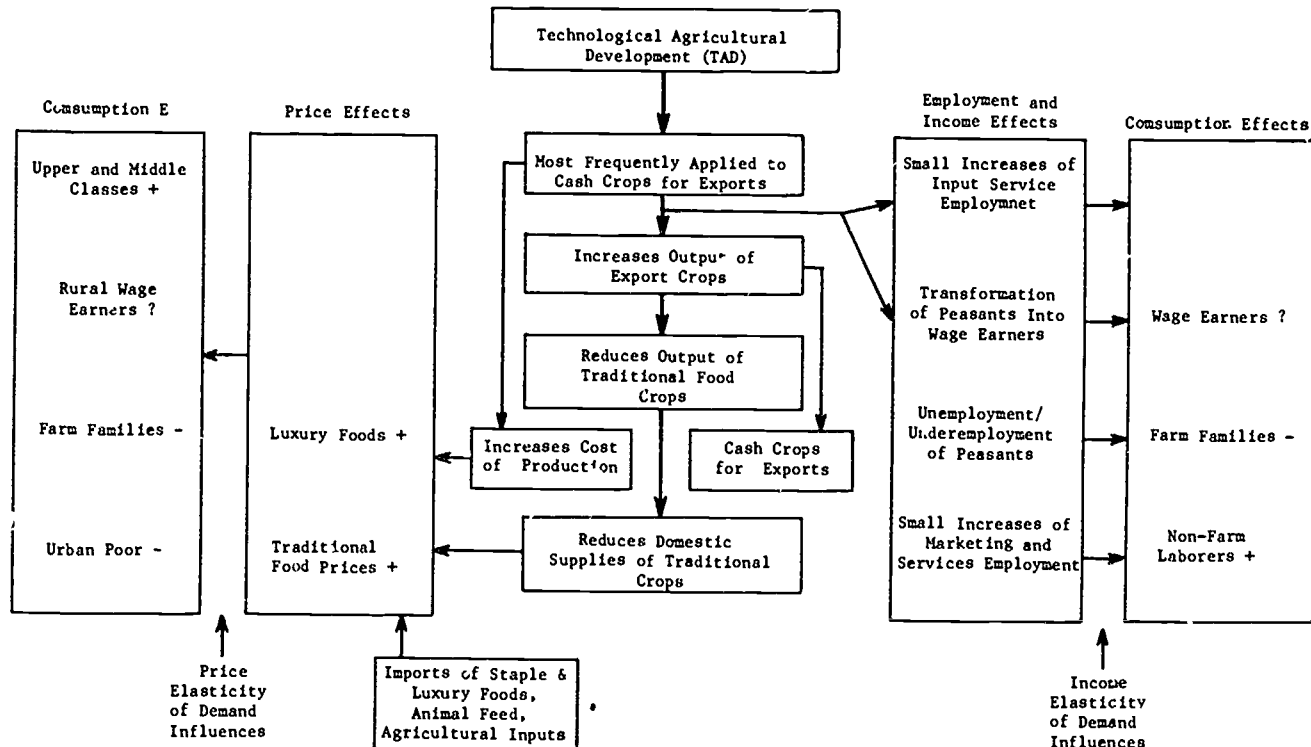 Technological Agricultural
Development (TAD)
Consumption E
Price Effects
Employment and
Income Effects
Comsumption Effects
Upper and Middle
Classes +
Rural Wage
Earners ?
Farm Families -
Urban Poor -
Luxury Foods +
Traditional
Food Prices +
Most Frequently Applied to
Cash Crops for Exports
Increases Output of
Export Crops
Reduces Output of
Traditional Food
Crops
Increases Cost
of Production
Cash Crops
for Exports
Reduces Domestic
Supplies of Traditional
Crops
Small Increases of
Input Service
Employmnet
Transformation
of Peasants Into
Wage Earners
Unemployment/
Underemployment
of Peasants
Small Increases of
Marketing and
Services Employment
Wage Earners ?
Farm Families -
Non-Farm
Laborers +
Price
Elasticity
of Demand
Influences
Imports of Staple &
Luxury Foods,
Animal Feed,
Agricultural Inputs
Income
Elasticity
of Demand
Influences